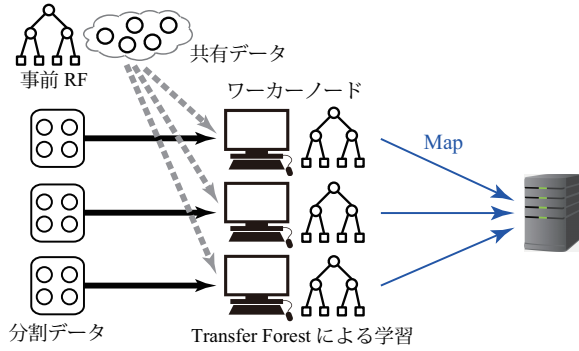 共有データ
事前 RF
ワーカーノード
Map
分割データ
Transfer Forest による学習